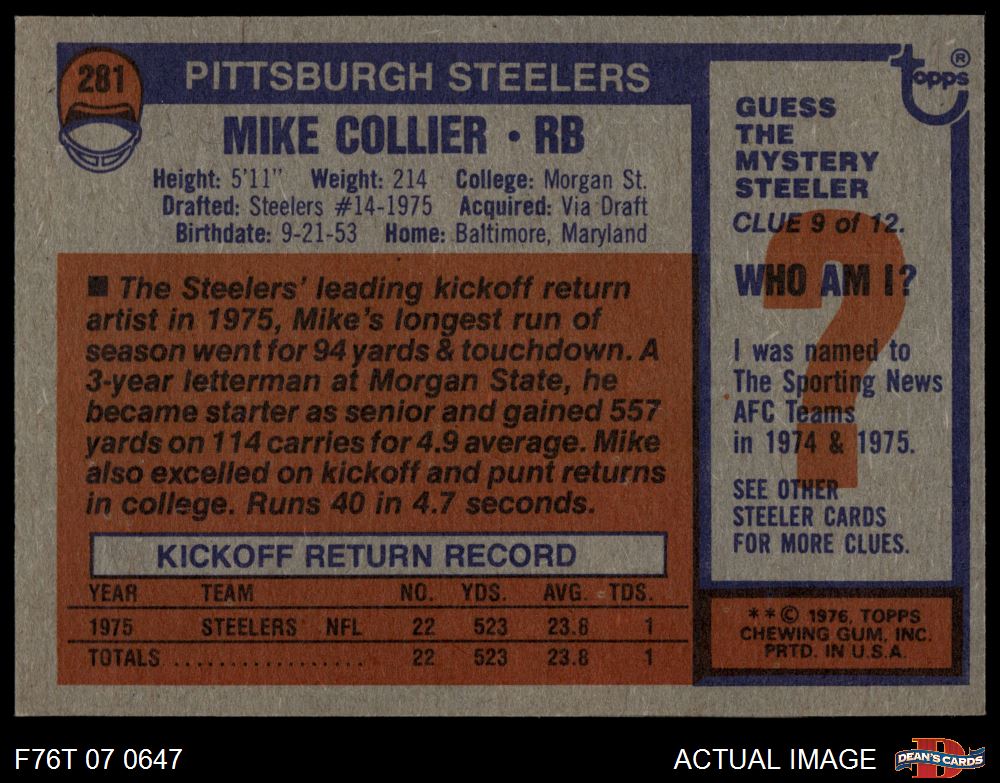 281
PITTSBURGH STEELERS
MIKE COLLIER • RB
Height: 5'11" Weight: 214 College: Morgan St.
Drafted: Steelers #14-1975 Acquired: Via Draft
Birthdate: 9-21-53 Home: Baltimore, Maryland
■ The Steelers' leading kickoff return
artist in 1975, Mike's longest run of
season went for 94 yards & touchdown. A
3-year letterman at Morgan State, he
became starter as senior and gained 557
yards on 114 carries for 4.9 average. Mike
also excelled on kickoff and punt returns
in college. Runs 40 in 4.7 seconds.
KICKOFF RETURN RECORD
YEAR TEAM NO. YDS. AVG. TDS.
1975 STEELERS NFL 22 523 23.8 1
TOTALS .................. 22 523 23.8 1
topps ®
GUESS
THE
MYSTERY
STEELER
CLUE 9 of 12.
WHO AM I?
?
I was named to
The Sporting News
AFC Teams
in 1974 & 1975.
SEE OTHER
STEELER CARDS
FOR MORE CLUES.
**© 1976, TOPPS
CHEWING GUM, INC.
PRTD. IN U.S.A.
F76T 07 0647
ACTUAL IMAGE
D
DEAN'S CARDS